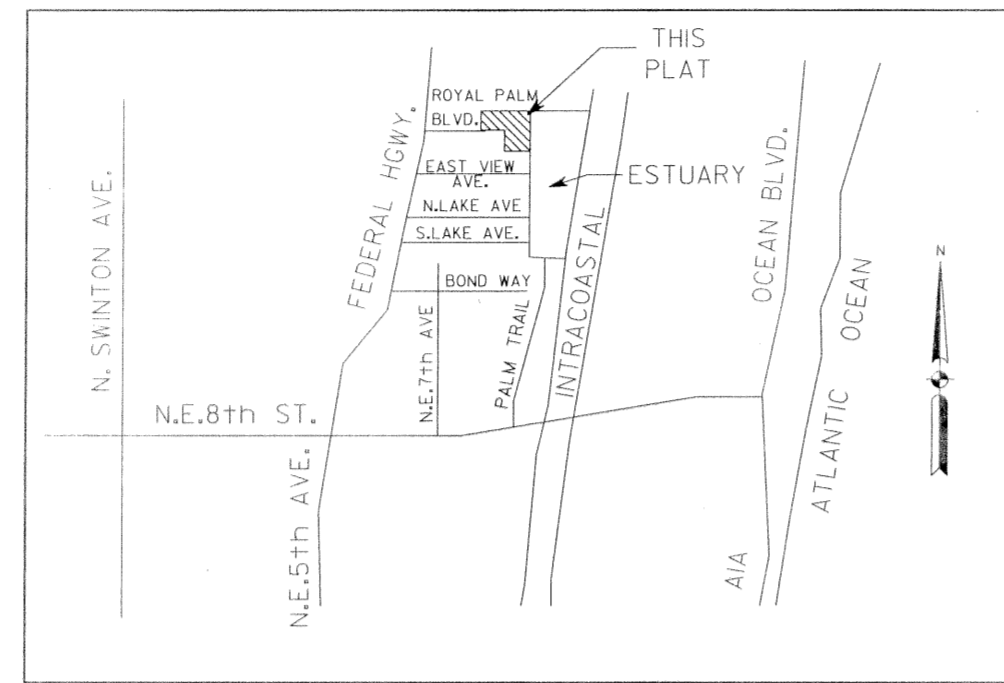 THIS
PLAT
ROYAL PALM
BLVD.
EAST VIEW
AVE.
N.LAKE AVE
S.LAKE AVE.
BOND WAY
ESTUARY
N. SWINTON AVE.
FEDERAL HGWY.
N.E.7th AVE
PALM TRAIL
INTRACOASTAL
OCEAN BLVD.
ATLANTIC OCEAN
N
N.E.8th ST.
N.E.5th AVE.
A1A